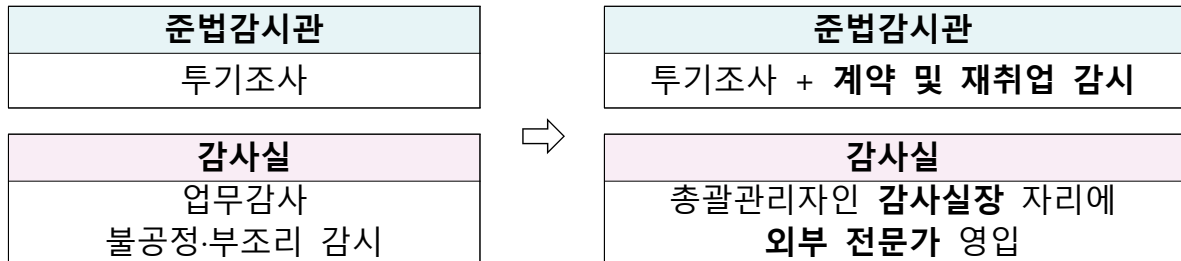 준법감시관
투기조사
감사실
업무감사
불공정·부조리 감시
⇨
준법감시관
투기조사 + 계약 및 재취업 감시
감사실
총괄관리자인 감사실장 자리에
외부 전문가 영입